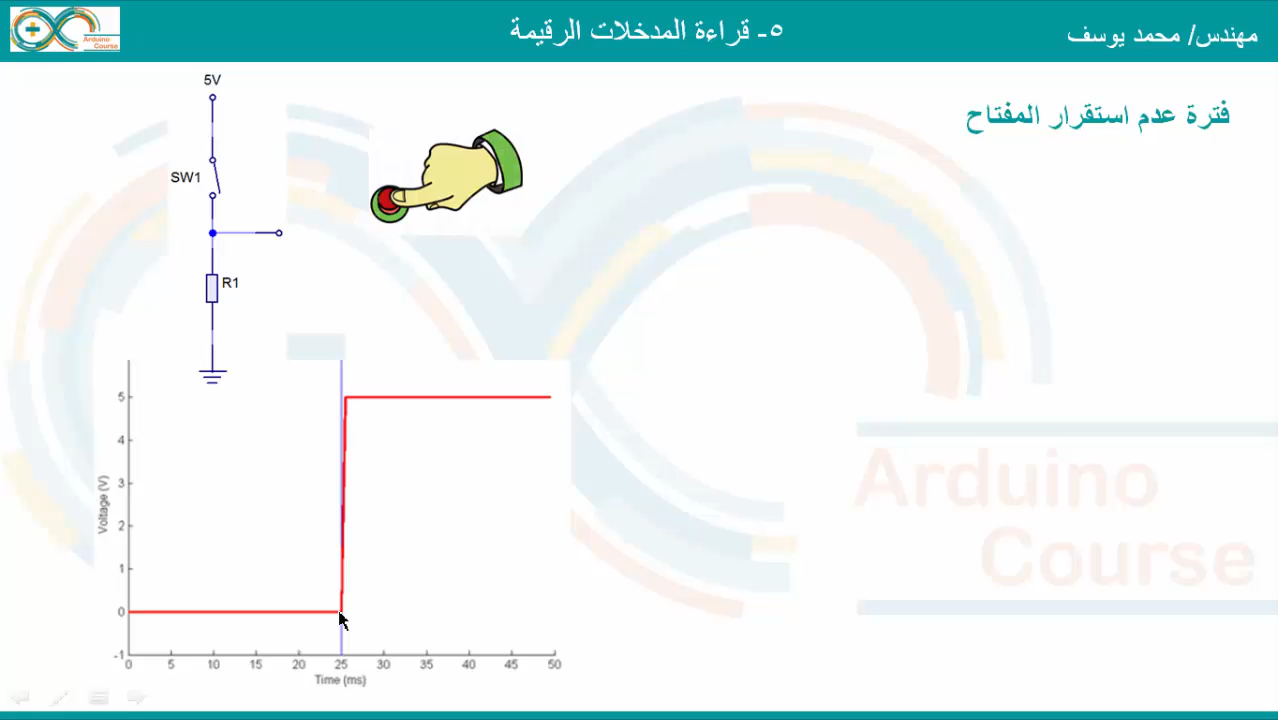 مهندس/ محمد يوسف
٥- قراءة المدخلات الرقيمة
Arduino
Course
فترة عدم استقرار المفتاح
5V
SW1
R1
Voltage (V)
5
4
3
2
1
0
-1
0 5 10 15 20 25 30 35 40 45 50
Time (ms)
Arduino
Course